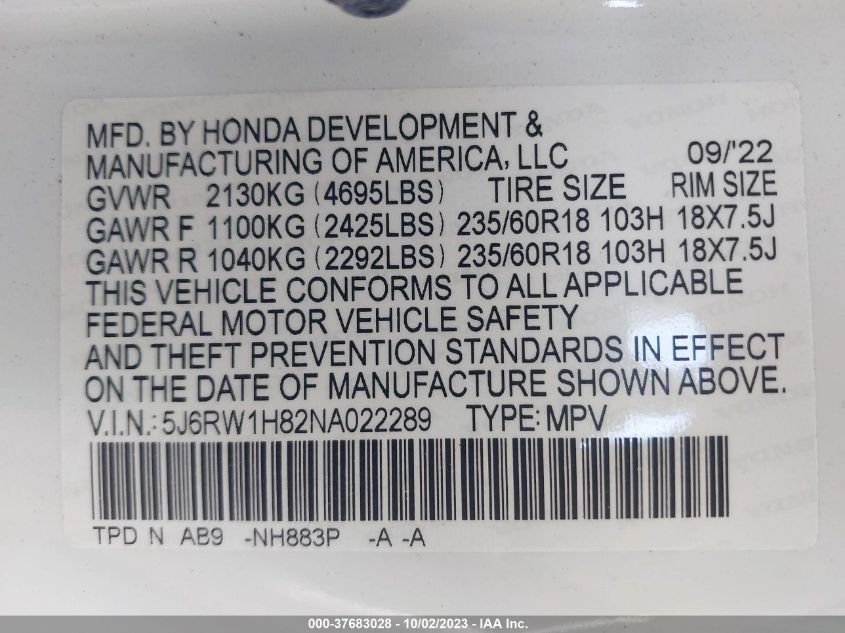 MFD. BY HONDA DEVELOPMENT &
MANUFACTURING OF AMERICA, LLC 09/'22
GVWR 2130KG (4695LBS) TIRE SIZE RIM SIZE
GAWR F 1100KG (2425LBS) 235/60R18 103H 18X7.5J
GAWR R 1040KG (2292LBS) 235/60R18 103H 18X7.5J
THIS VEHICLE CONFORMS TO ALL APPLICABLE
FEDERAL MOTOR VEHICLE SAFETY
AND THEFT PREVENTION STANDARDS IN EFFECT
ON THE DATE OF MANUFACTURE SHOWN ABOVE.
V.I.N.: 5J6RW1H82NA022289 TYPE: MPV
TPD N AB9 -NH883P -A -A
000-37683028 - 10/02/2023 - IAA Inc.